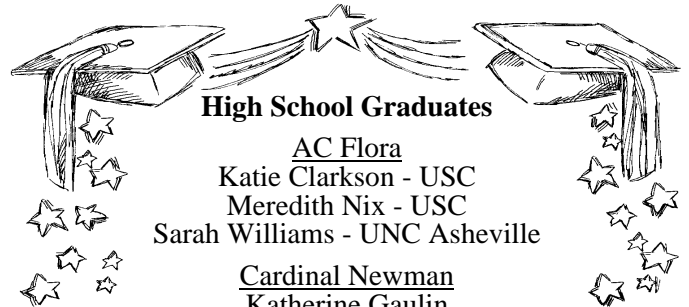 High School Graduates
AC Flora
Katie Clarkson - USC
Meredith Nix - USC
Sarah Williams - UNC Asheville
Cardinal Newman
Katherine Gaulin